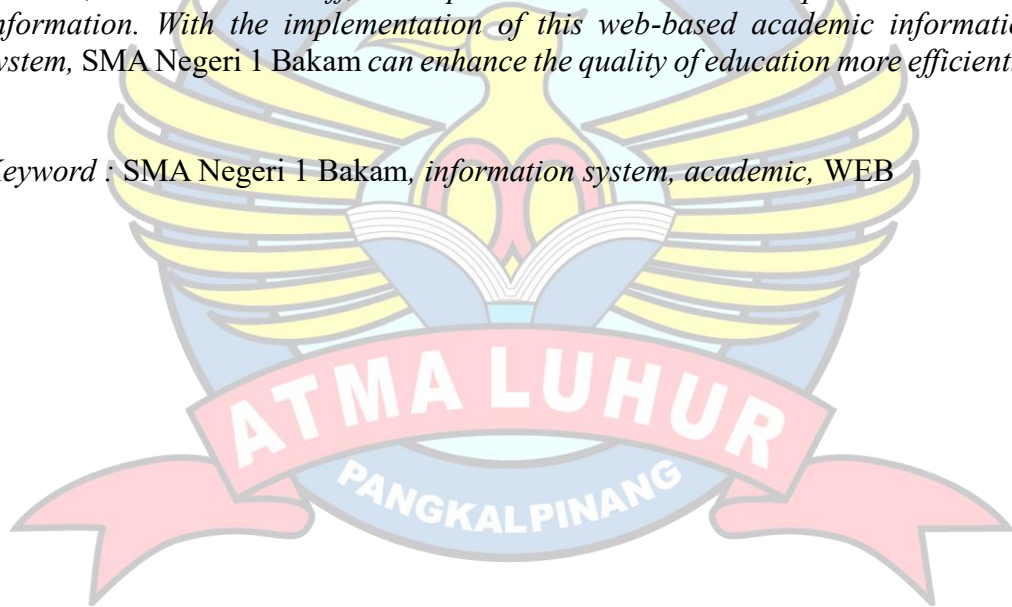 information. With the implementation of this web-based academic information
system, SMA Negeri 1 Bakam can enhance the quality of education more efficiently.
Keyword : SMA Negeri 1 Bakam, information system, academic, WEB
ATMA LUHUR
PANGKALPINANG